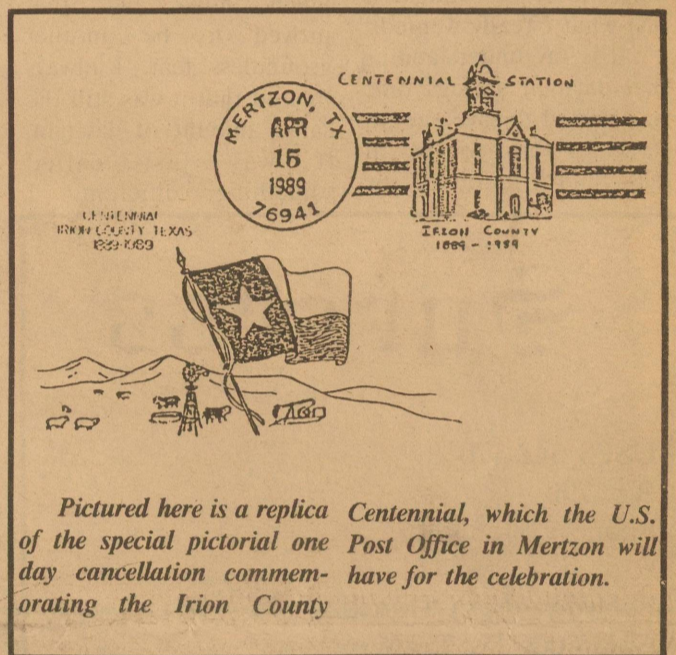 CENTENNIAL STATION
MERTZON, TX
APR
15
1989
76941
IRION COUNTY
1889-1989
CENTENNIAL
IRION COUNTY TEXAS
1889-1989
Pictured here is a replica
of the special pictorial one
day cancellation commem-
orating the Irion County
Centennial, which the U.S.
Post Office in Mertzon will
have for the celebration.